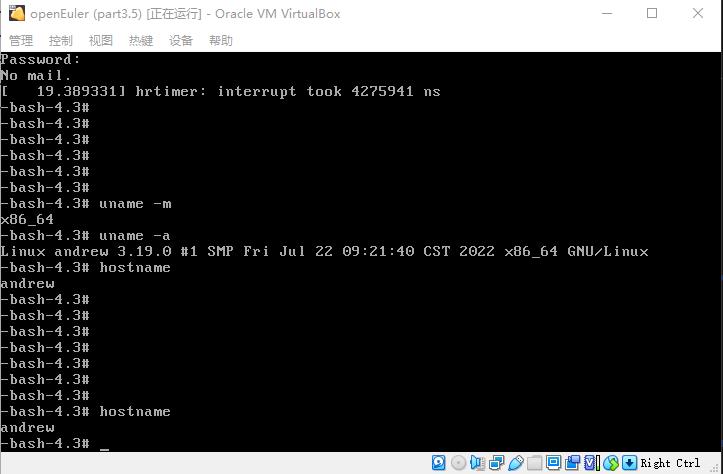 openEuler (part3.5) [正在运行] - Oracle VM VirtualBox
管理 控制 视图 热键 设备 帮助
Password:
No mail.
[   19.389331] hrtimer: interrupt took 4275941 ns
-bash-4.3#
-bash-4.3#
-bash-4.3#
-bash-4.3#
-bash-4.3#
-bash-4.3#
-bash-4.3# uname -m
x86_64
-bash-4.3# uname -a
Linux andrew 3.19.0 #1 SMP Fri Jul 22 09:21:40 CST 2022 x86_64 GNU/Linux
-bash-4.3# hostname
andrew
-bash-4.3#
-bash-4.3#
-bash-4.3#
-bash-4.3#
-bash-4.3#
-bash-4.3#
-bash-4.3#
-bash-4.3# hostname
andrew
-bash-4.3# _
Right Ctrl